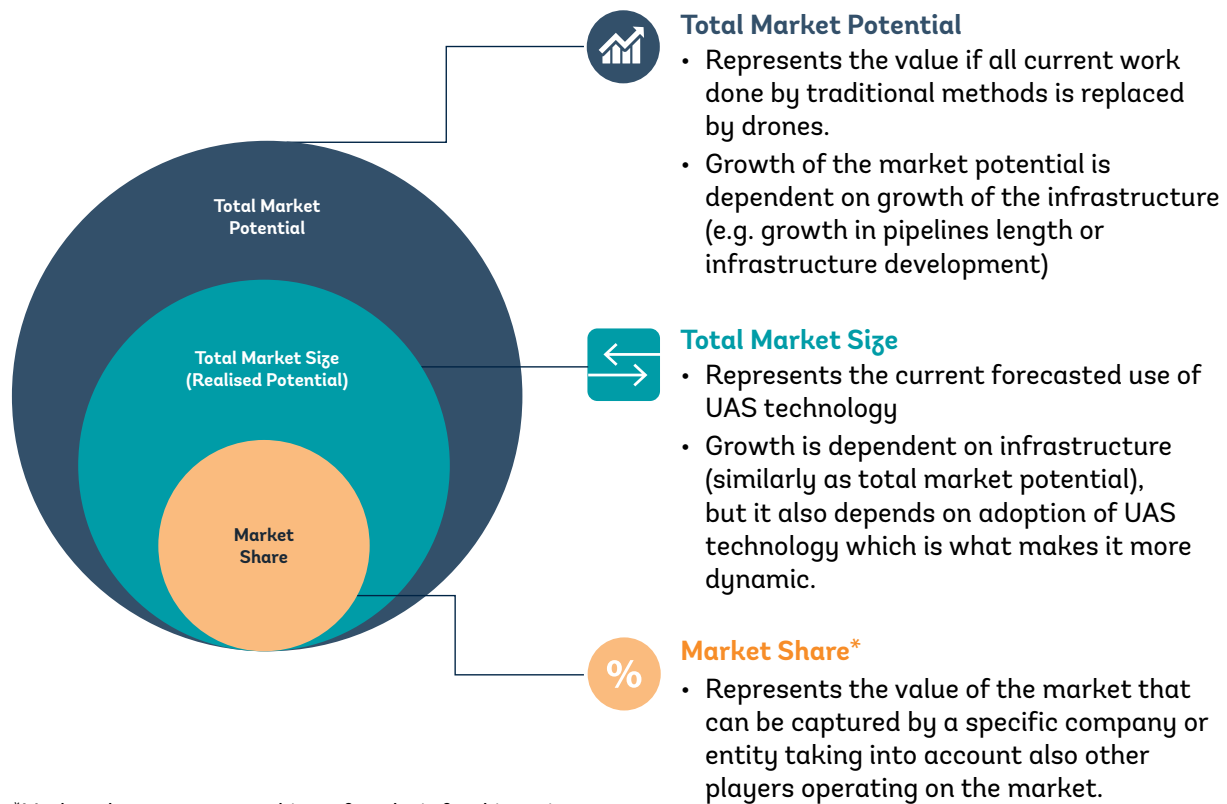 Total Market Potential
• Represents the value if all current work
done by traditional methods is replaced
by drones.
• Growth of the market potential is
dependent on growth of the infrastructure
(e.g. growth in pipelines length or
infrastructure development)
Total Market
Potential
Total Market Size
• Represents the current forecasted use of
UAS technology
• Growth is dependent on infrastructure
(similarly as total market potential),
but it also depends on adoption of UAS
technology which is what makes it more
dynamic.
Total Market Size
(Realised Potential)
Market
Share
%
Market Share*
• Represents the value of the market that
can be captured by a specific company or
entity taking into account also other
players operating on the market.